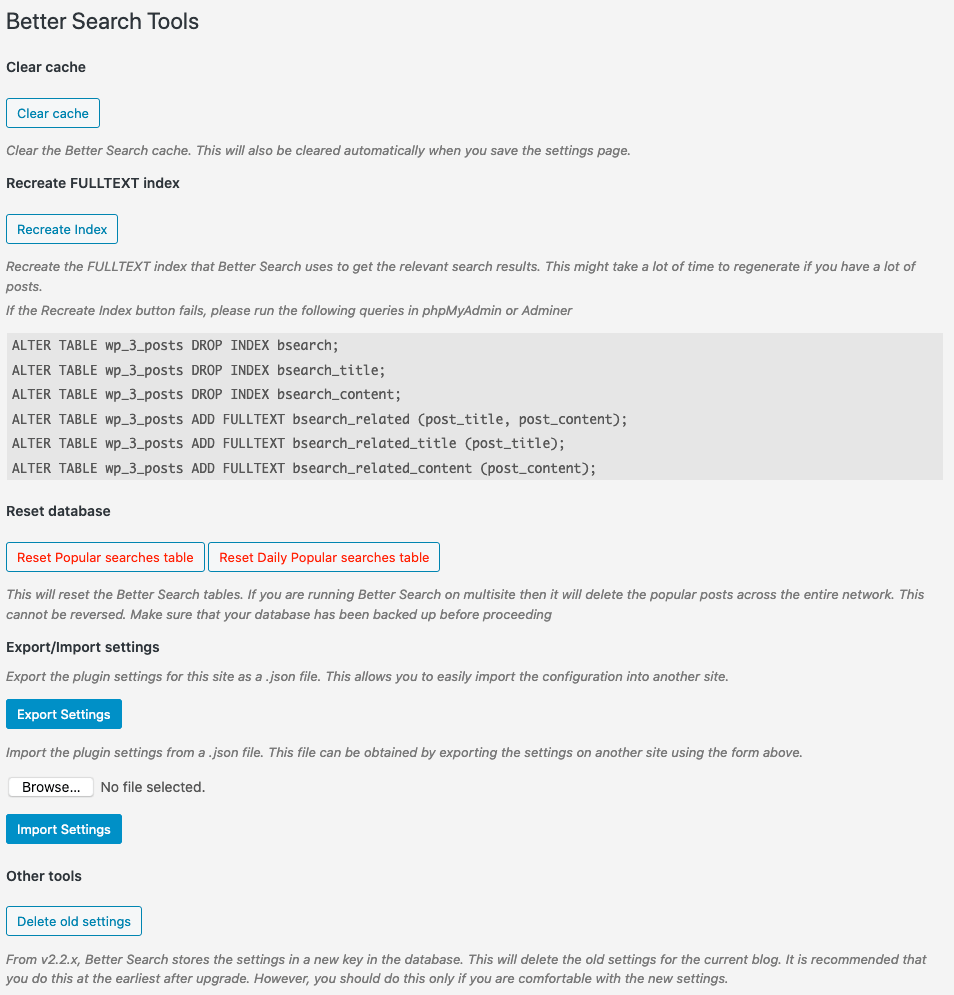 Better Search Tools
Clear cache
Clear cache
Clear the Better Search cache. This will also be cleared automatically when you save the settings page.
Recreate FULLTEXT index
Recreate Index
Recreate the FULLTEXT index that Better Search uses to get the relevant search results. This might take a lot of time to regenerate if you have a lot of
posts.
If the Recreate Index button fails, please run the following queries in phpMyAdmin or Adminer
ALTER TABLE wp_3_posts DROP INDEX bsearch;
ALTER TABLE wp_3_posts DROP INDEX bsearch_title;
ALTER TABLE wp_3_posts DROP INDEX bsearch_content;
ALTER TABLE wp_3_posts ADD FULLTEXT bsearch_related (post_title, post_content);
ALTER TABLE wp_3_posts ADD FULLTEXT bsearch_related_title (post_title);
ALTER TABLE wp_3_posts ADD FULLTEXT bsearch_related_content (post_content);
Reset database
Reset Popular searches table Reset Daily Popular searches table
This will reset the Better Search tables. If you are running Better Search on multisite then it will delete the popular posts across the entire network. This
cannot be reversed. Make sure that your database has been backed up before proceeding
Export/Import settings
Export the plugin settings for this site as a .json file. This allows you to easily import the configuration into another site.
Export Settings
Import the plugin settings from a .json file. This file can be obtained by exporting the settings on another site using the form above.
Browse... No file selected.
Import Settings
Other tools
Delete old settings
From v2.2.x, Better Search stores the settings in a new key in the database. This will delete the old settings for the current blog. It is recommended that
you do this at the earliest after upgrade. However, you should do this only if you are comfortable with the new settings.